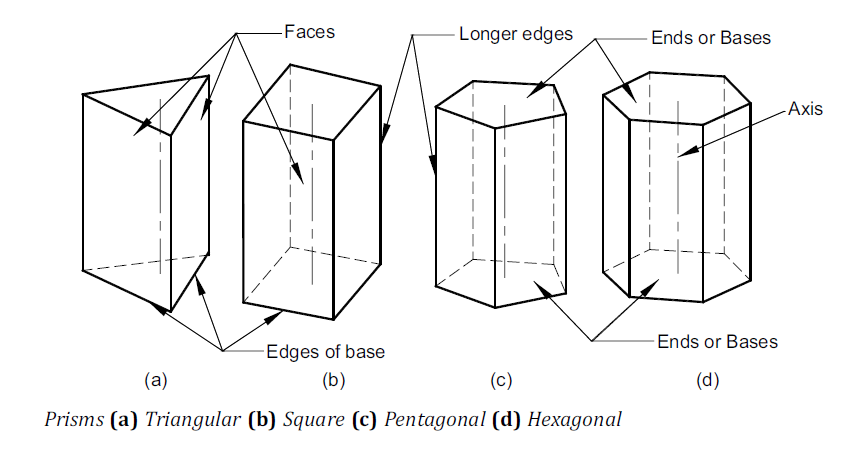 Faces
Longer edges
Ends or Bases
Axis
Edges of base
Ends or Bases
(a)
(b)
(c)
(d)
Prisms (a) Triangular (b) Square (c) Pentagonal (d) Hexagonal